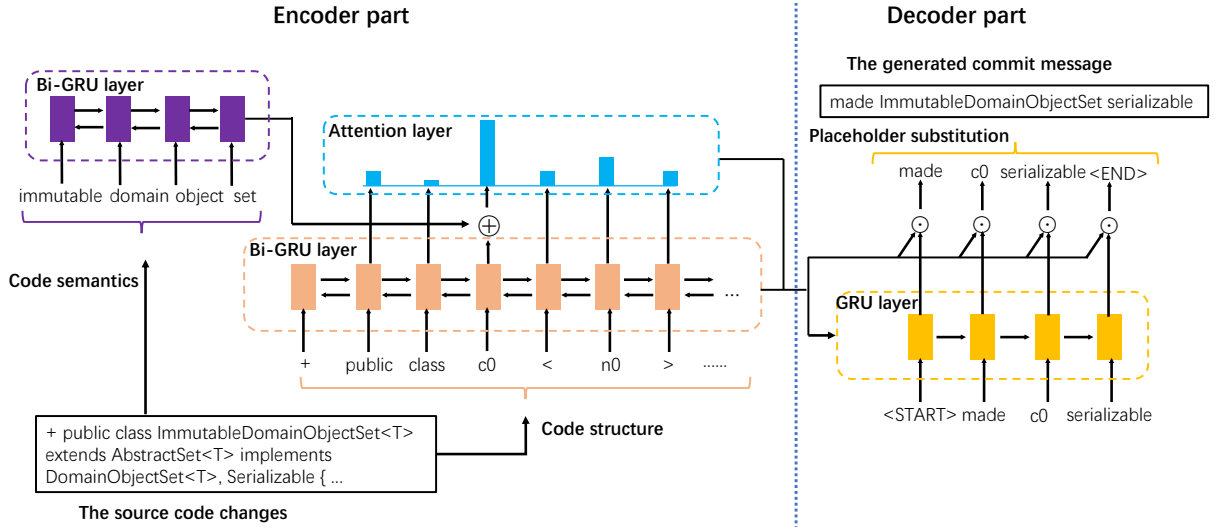 Encoder part
Decoder part
Bi-GRU layer
immutable domain object set
Code semantics
Attention layer
Bi-GRU layer
...
+ public class c0 < n0 > ......
Code structure
+ public class ImmutableDomainObjectSet<T>
extends AbstractSet<T> implements
DomainObjectSet<T>, Serializable { ...
The source code changes
The generated commit message
made ImmutableDomainObjectSet serializable
Placeholder substitution
made c0 serializable <END>
GRU layer
<START> made c0 serializable